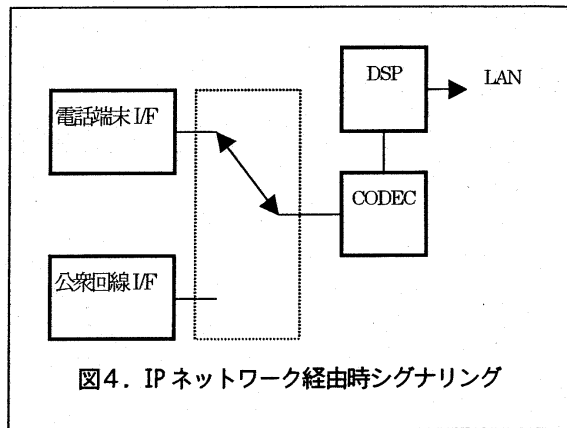 DSP
LAN
電話端末 I/F
CODEC
公衆回線 I/F
図4．IP ネットワーク経由時シグナリング